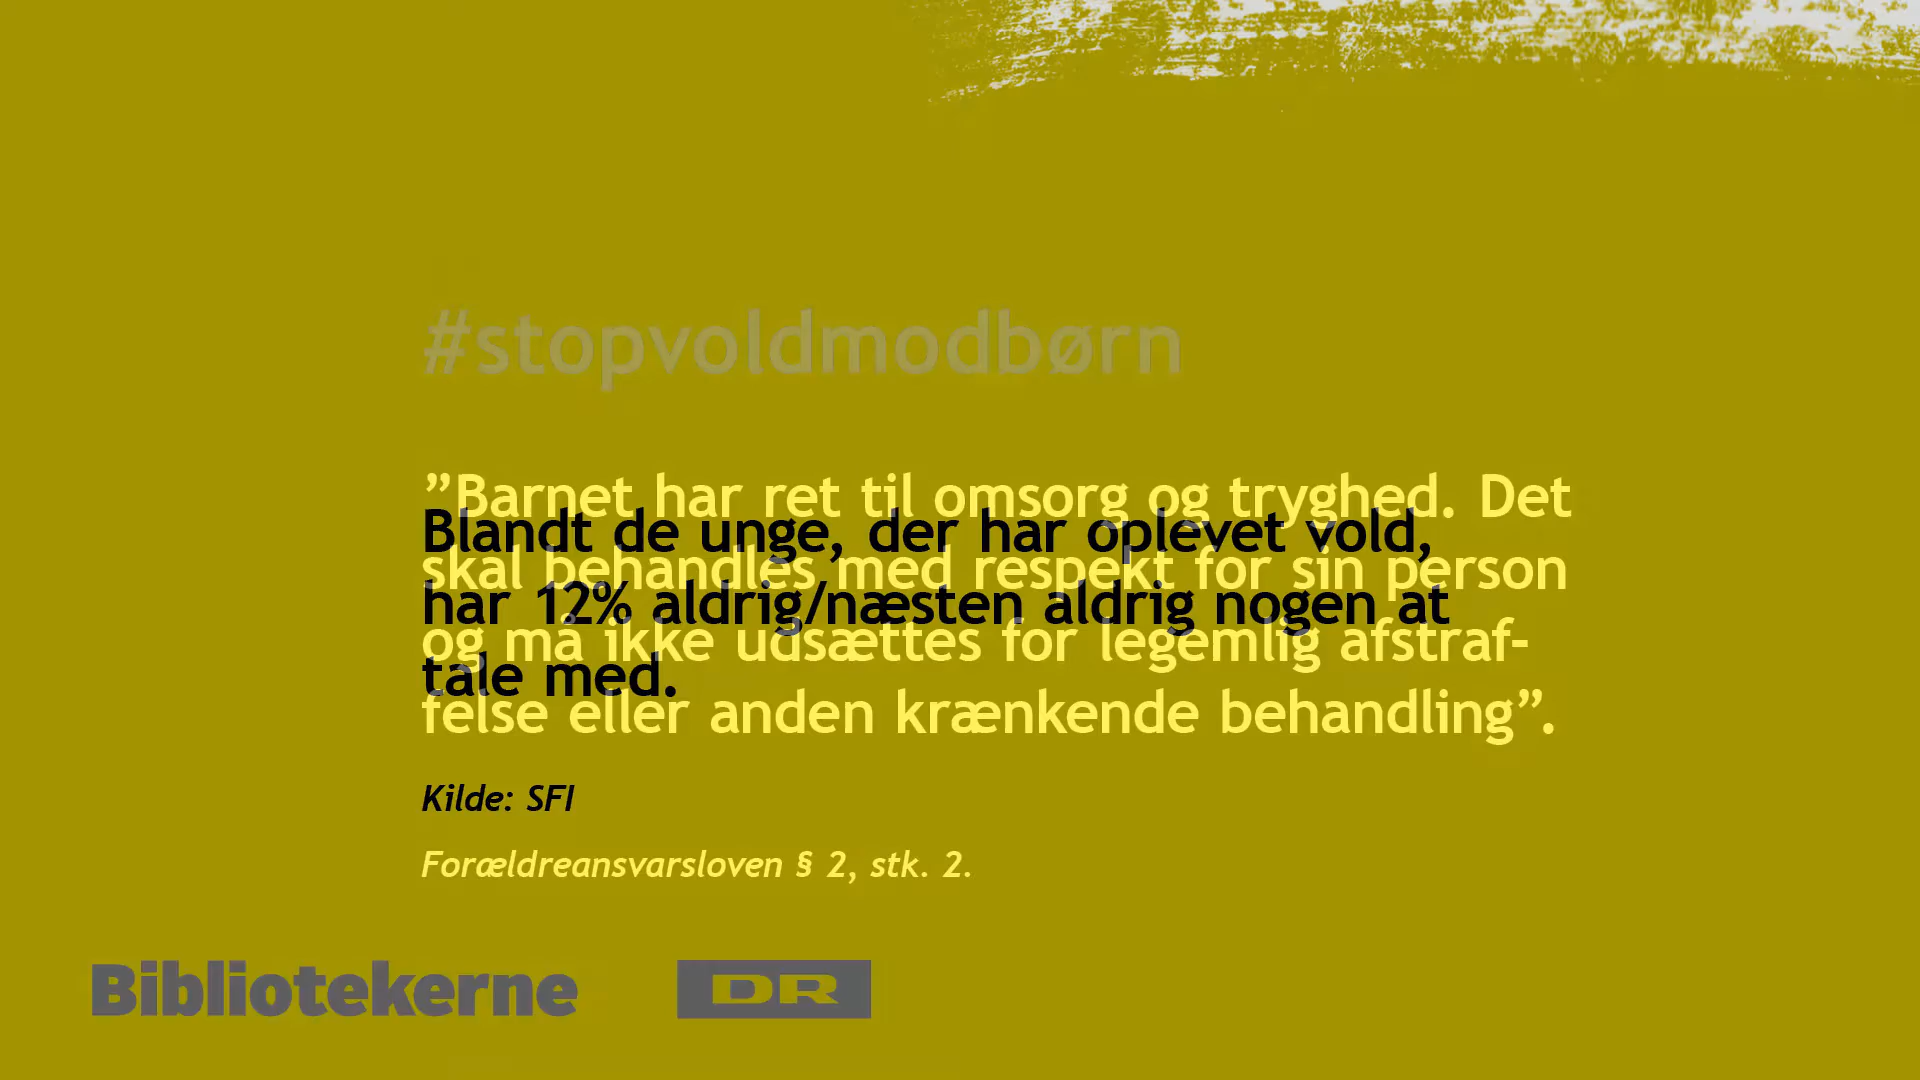 #stopvoldmodbørn
”Barnet har ret til omsorg og tryghed. Det
skal behandles med respekt for sin person
og må ikke udsættes for legemlig afstraf-
felse eller anden krænkende behandling”.
Blandt de unge, der har oplevet vold,
har 12% aldrig/næsten aldrig nogen at
tale med.
Kilde: SFI
Forældreansvarsloven § 2, stk. 2.
Bibliotekerne
DR